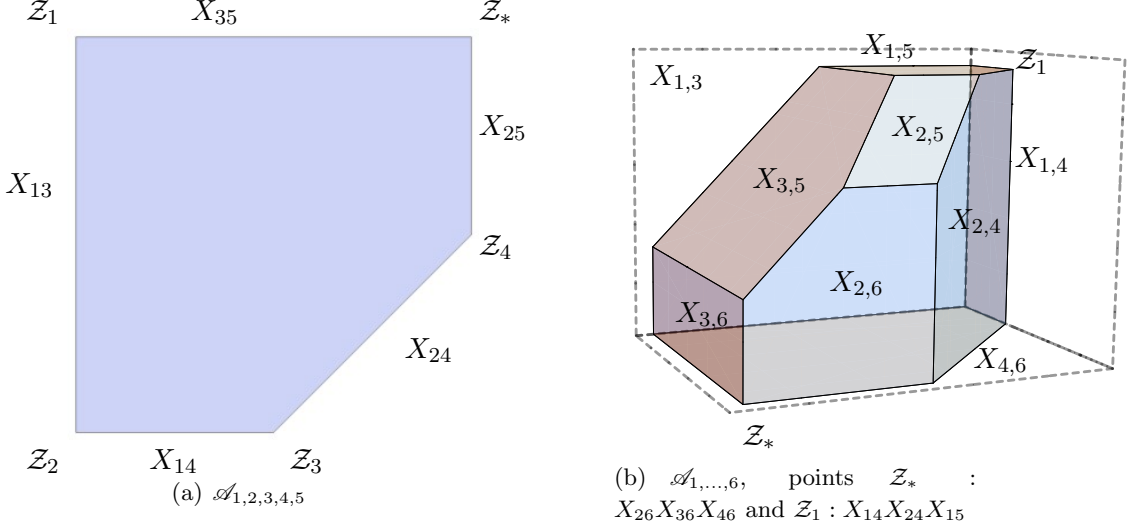 𝒵₁ X₃₅ 𝒵∗
X₂₅
X₁₃
𝒵₄
X₂₄
𝒵₂ X₁₄ 𝒵₃
(a) 𝒜₁,₂,₃,₄,₅
X₁,₅
𝒵₁
X₁,₃
X₂,₅
X₁,₄
X₃,₅
X₂,₄
X₂,₆
X₃,₆
X₄,₆
𝒵∗
(b) 𝒜₁,...,₆, points 𝒵∗ :
X₂₆X₃₆X₄₆ and 𝒵₁ : X₁₄X₂₄X₁₅